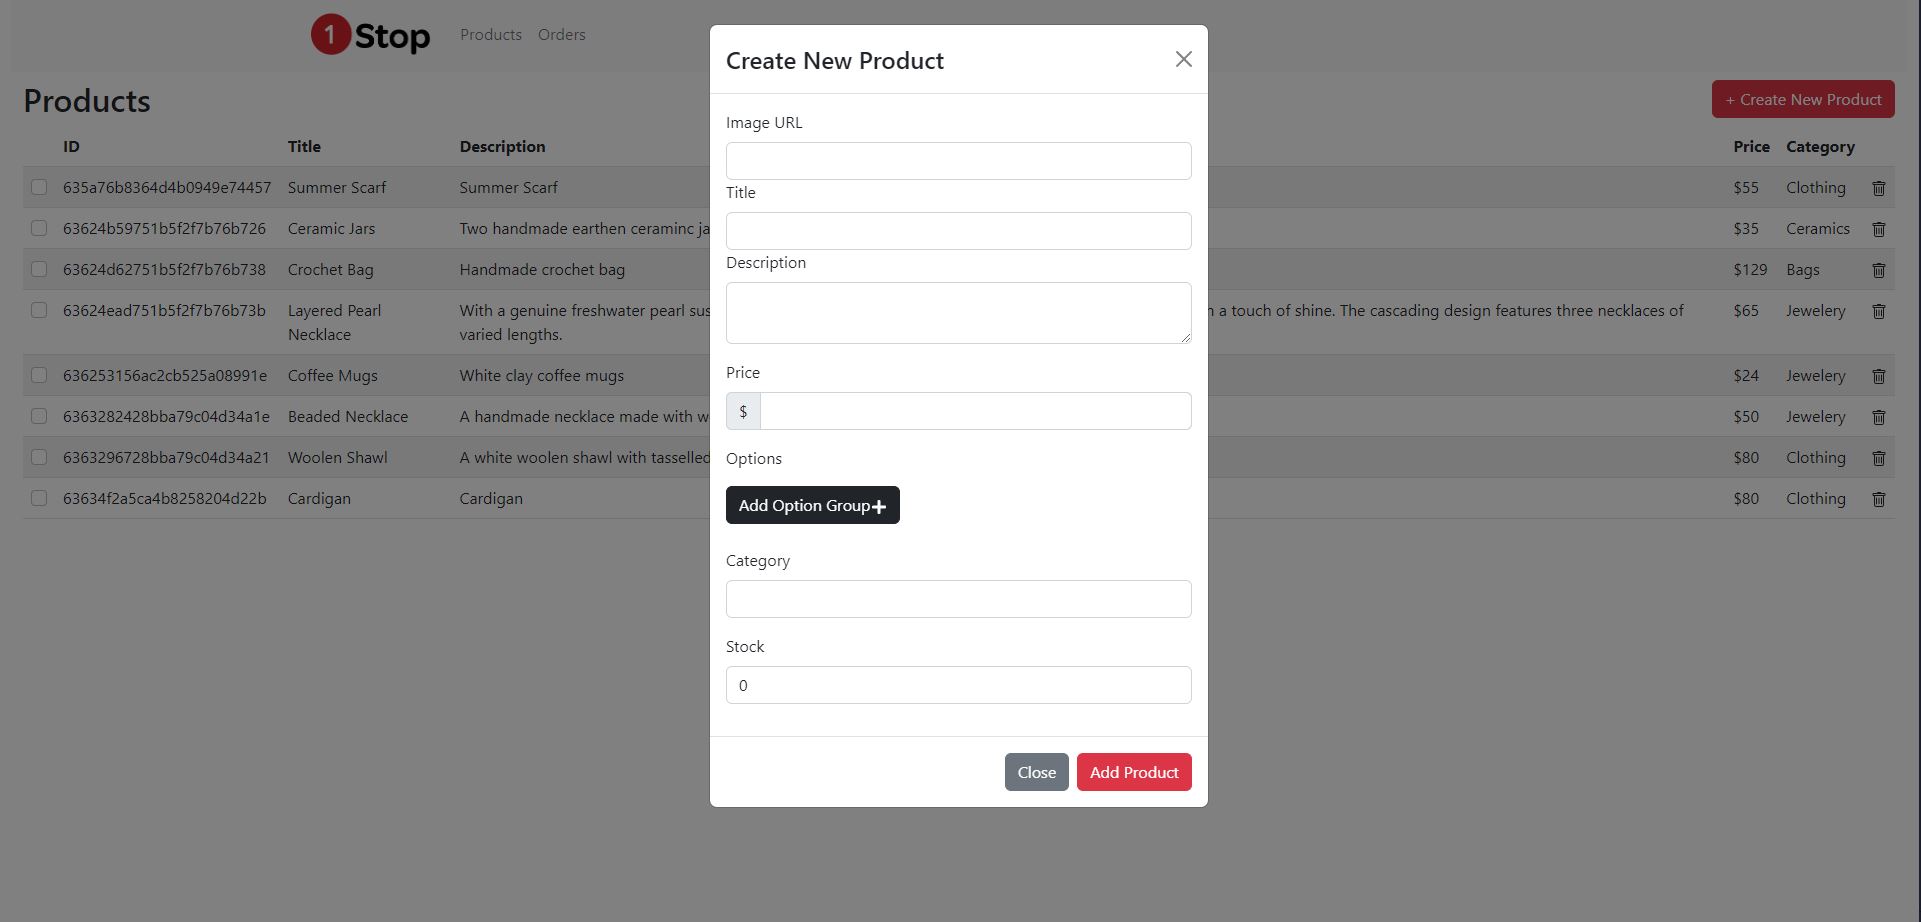 1 Stop Products Orders
Products
+ Create New Product
ID Title Description Price Category
635a76b8364d4b0949e74457 Summer Scarf Summer Scarf $55 Clothing
63624b59751b5f2f7b76b726 Ceramic Jars Two handmade earthen ceraminc ja $35 Ceramics
63624d62751b5f2f7b76b738 Crochet Bag Handmade crochet bag $129 Bags
63624ead751b5f2f7b76b73b Layered Pearl With a genuine freshwater pearl sus a touch of shine. The cascading design features three necklaces of $65 Jewelery
Necklace varied lengths.
636253156ac2cb525a08991e Coffee Mugs White clay coffee mugs $24 Jewelery
6363282428bba79c04d34a1e Beaded Necklace A handmade necklace made with w $50 Jewelery
6363296728bba79c04d34a21 Woolen Shawl A white woolen shawl with tasselled $80 Clothing
63634f2a5ca4b8258204d22b Cardigan Cardigan $80 Clothing
Create New Product
Image URL
Title
Description
Price
$
Options
Add Option Group+
Category
Stock
0
Close Add Product